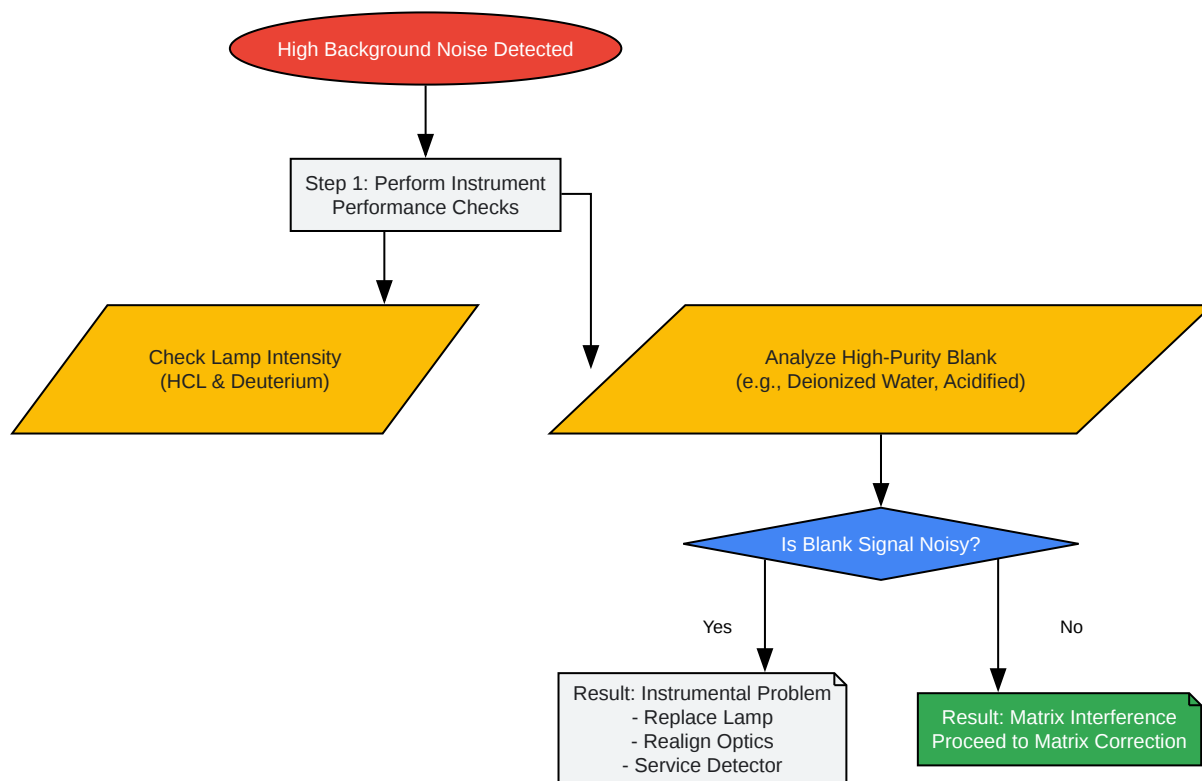 High Background Noise Detected
Step 1: Perform Instrument
Performance Checks
Check Lamp Intensity
(HCL & Deuterium)
Analyze High-Purity Blank
(e.g., Deionized Water, Acidified)
Is Blank Signal Noisy?
Yes
No
Result: Instrumental Problem
- Replace Lamp
- Realign Optics
- Service Detector
Result: Matrix Interference
Proceed to Matrix Correction